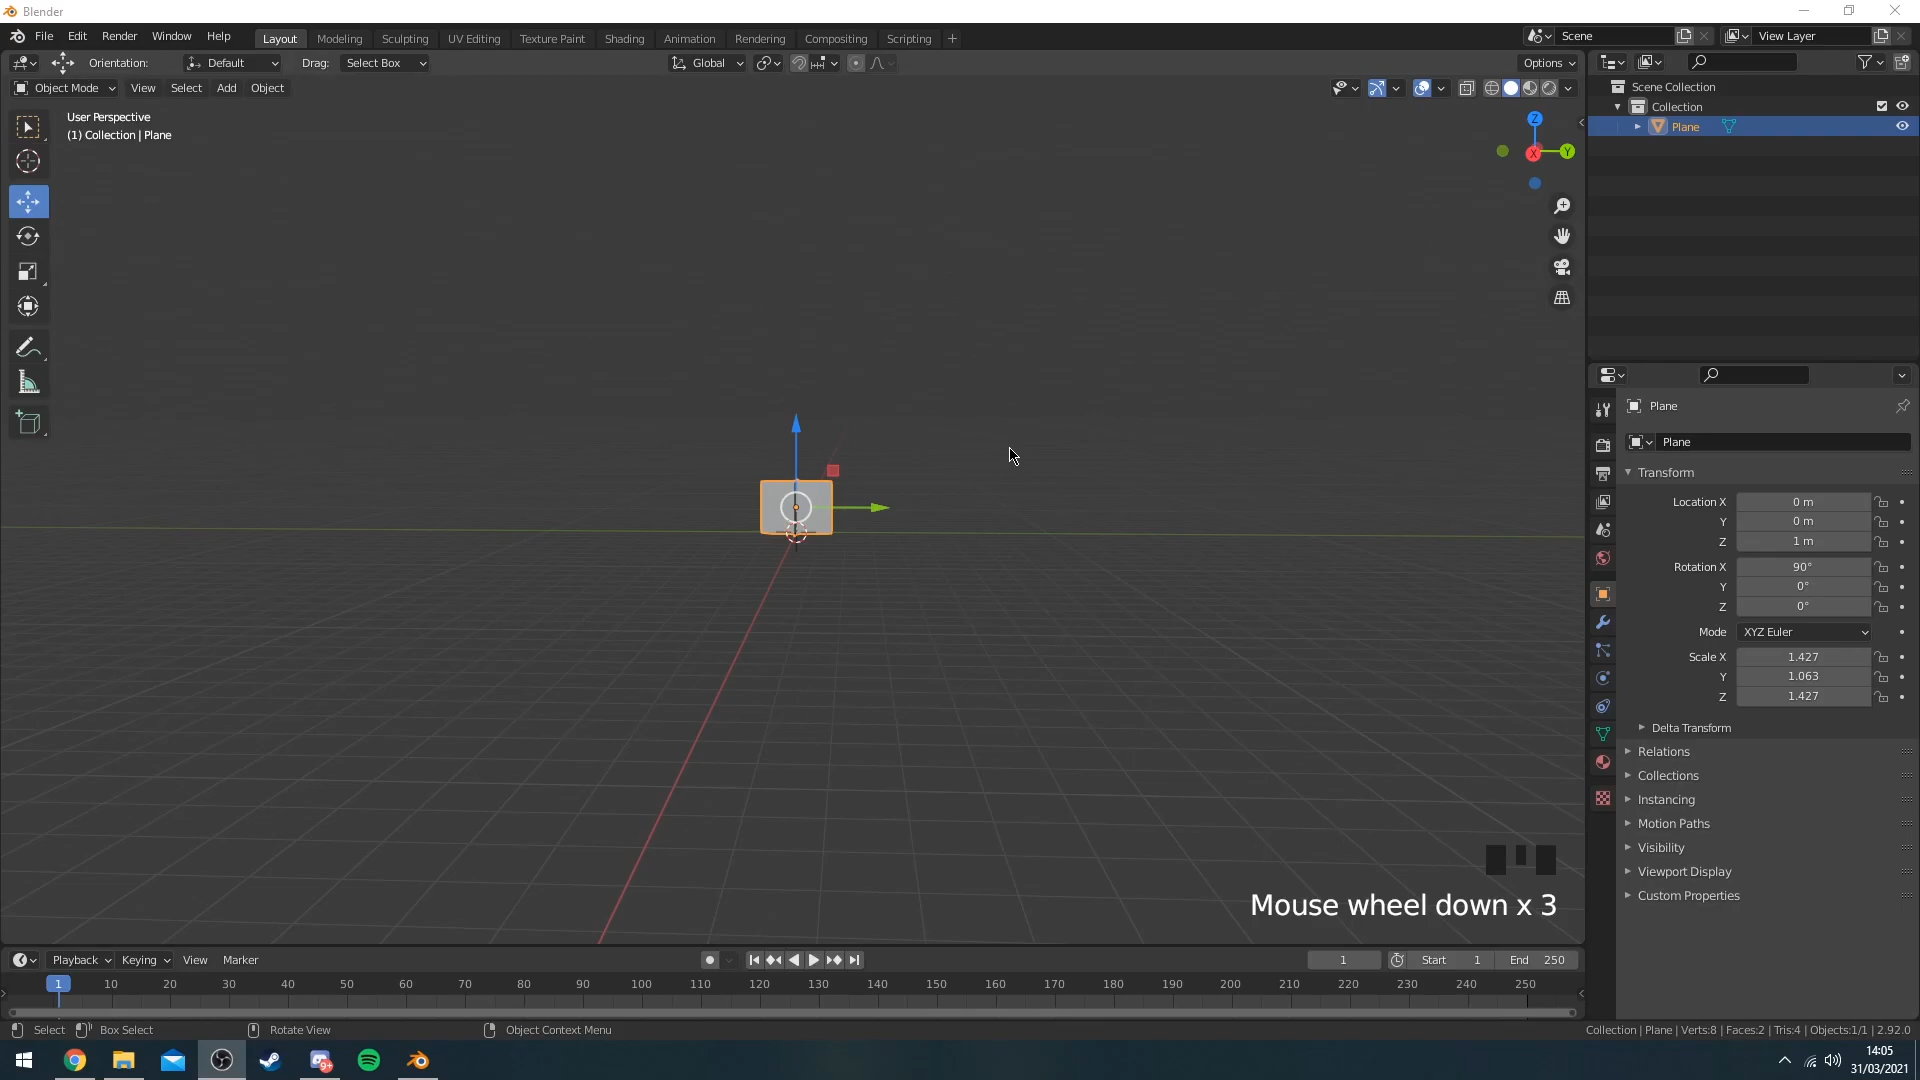 Blender
File Edit Render Window Help
Layout Modeling Sculpting UV Editing Texture Paint Shading Animation Rendering Compositing Scripting
Scene View Layer
Orientation: Default Drag: Select Box Global Options
Object Mode View Select Add Object
User Perspective
(1) Collection | Plane
Z
Y
X
Scene Collection
Collection
Plane
Plane
Plane
Transform
Location X 0 m
Y 0 m
Z 1 m
Rotation X 90°
Y 0°
Z 0°
Mode XYZ Euler
Scale X 1.427
Y 1.063
Z 1.427
Delta Transform
Relations
Collections
Instancing
Motion Paths
Visibility
Viewport Display
Custom Properties
Mouse wheel down x 3
Playback Keying View Marker 1 Start 1 End 250
1 10 20 30 40 50 60 70 80 90 100 110 120 130 140 150 160 170 180 190 200 210 220 230 240 250
Select Box Select Rotate View Object Context Menu
Collection | Plane | Verts:8 | Faces:2 | Tris:4 | Objects:1/1 | 2.92.0
9+
14:05
31/03/2021